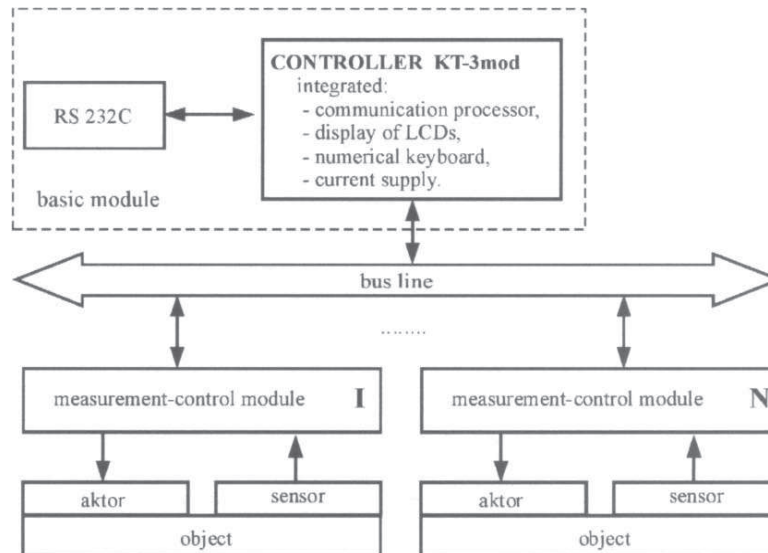 CONTROLLER KT-3mod
integrated:
- communication processor,
- display of LCDs,
- numerical keyboard,
- current supply.
RS 232C
basic module
bus line
........
measurement-control module I
measurement-control module N
aktor
sensor
aktor
sensor
object
object